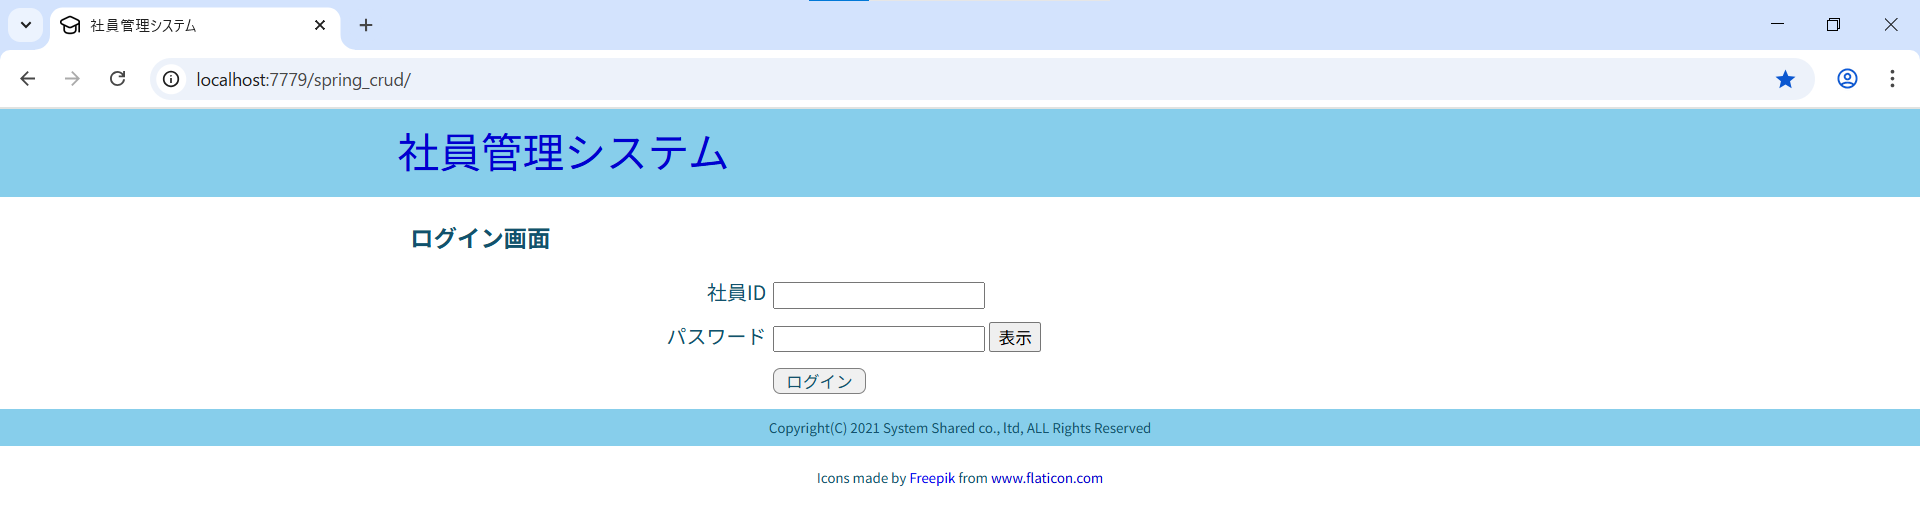 社員管理システム
localhost:7779/spring_crud/
社員管理システム
ログイン画面
社員ID
パスワード 表示
ログイン
Copyright(C) 2021 System Shared co., ltd, ALL Rights Reserved
Icons made by Freepik from www.flaticon.com